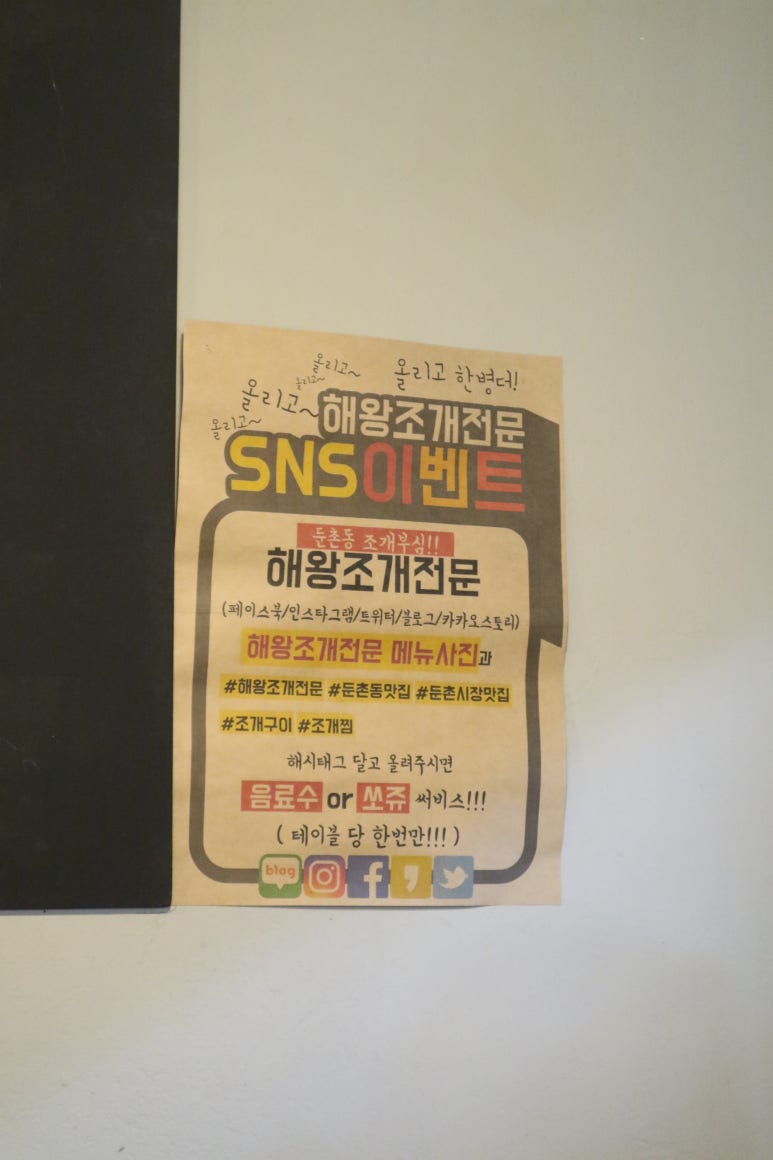 올리고~
올리고~
올리고~
올리고~
올리고 한병더!
해왕조개전문
SNS이벤트
둔촌동 조개부심!!
해왕조개전문
(페이스북/인스타그램/트위터/블로그/카카오스토리)
해왕조개전문 메뉴사진과
#해왕조개전문 #둔촌동맛집 #둔촌시장맛집
#조개구이 #조개찜
해시태그 달고 올려주시면
음료수 or 쏘쥬 써비스!!!
( 테이블 당 한번만!!! )
blog